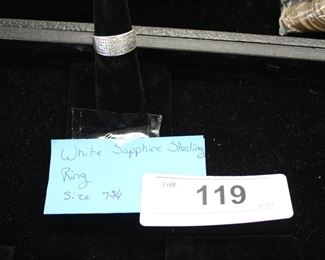 White Sapphire Sterling
Ring
Size 7 3/4
Lot#
119